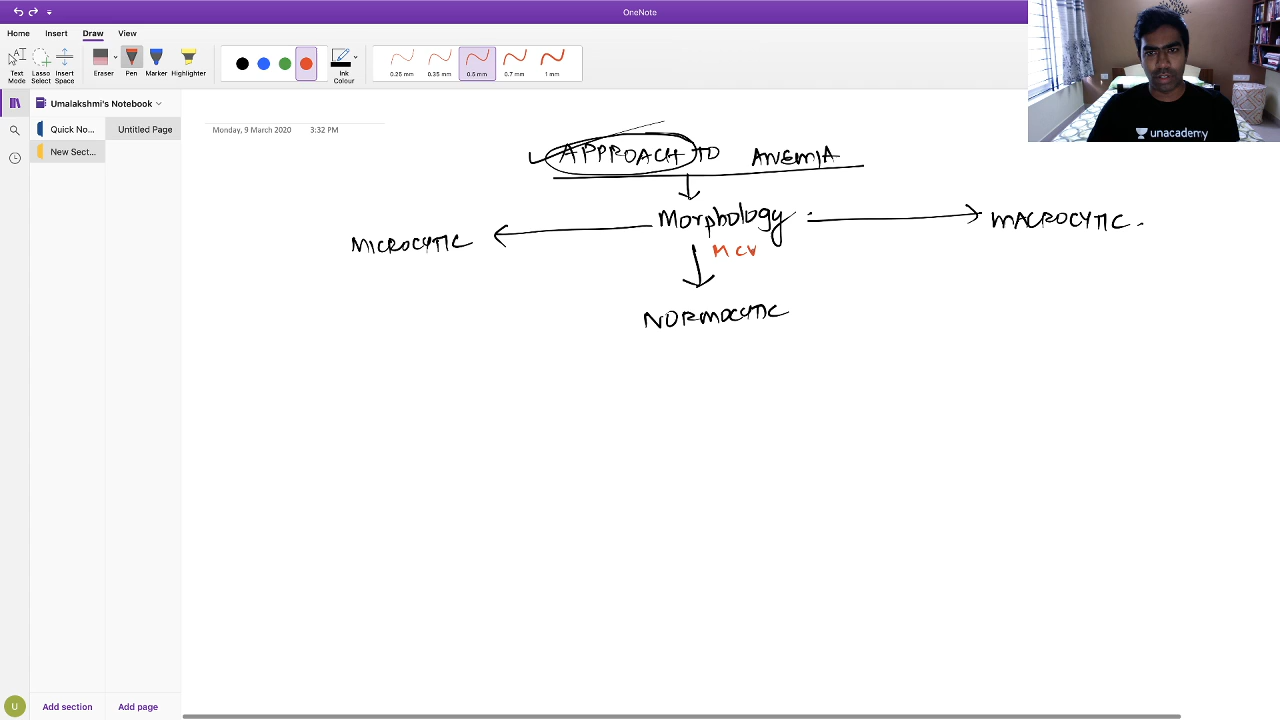 OneNote
Home Insert Draw View
Text Mode
Lasso Select
Insert Space
Eraser
Pen
Marker
Highlighter
Ink Colour
0.25 mm
0.35 mm
0.5 mm
0.7 mm
1 mm
Umalakshmi's Notebook
Quick No...
New Sect...
Untitled Page
Monday, 9 March 2020 3:32 PM
APPROACH TO ANEMIA
Morphology
MICROCYTIC
MACROCYTIC
MCV
NORMOCYTIC
unacademy
U
Add section
Add page